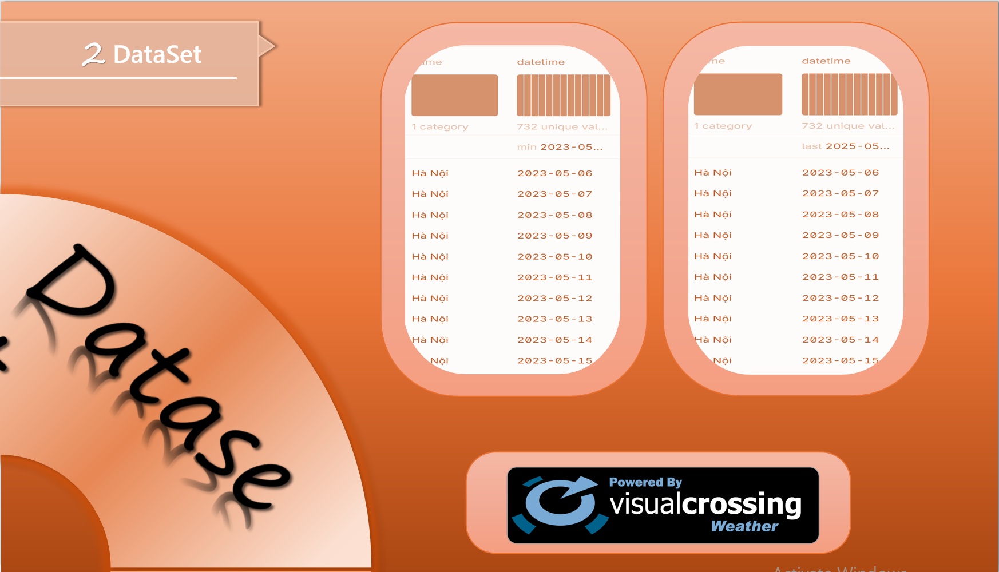 2 DataSet
me
datetime
1 category
732 unique val...
min 2023-05...
Hà Nội 2023-05-06
Hà Nội 2023-05-07
Hà Nội 2023-05-08
Hà Nội 2023-05-09
Hà Nội 2023-05-10
Hà Nội 2023-05-11
Hà Nội 2023-05-12
Hà Nội 2023-05-13
Hà Nội 2023-05-14
Nội 2023-05-15
me
datetime
1 category
732 unique val...
last 2025-05...
Hà Nội 2023-05-06
Hà Nội 2023-05-07
Hà Nội 2023-05-08
Hà Nội 2023-05-09
Hà Nội 2023-05-10
Hà Nội 2023-05-11
Hà Nội 2023-05-12
Hà Nội 2023-05-13
Hà Nội 2023-05-14
Nội 2023-05-15
Datase
Powered By
visualcrossing
Weather
Activate Windows